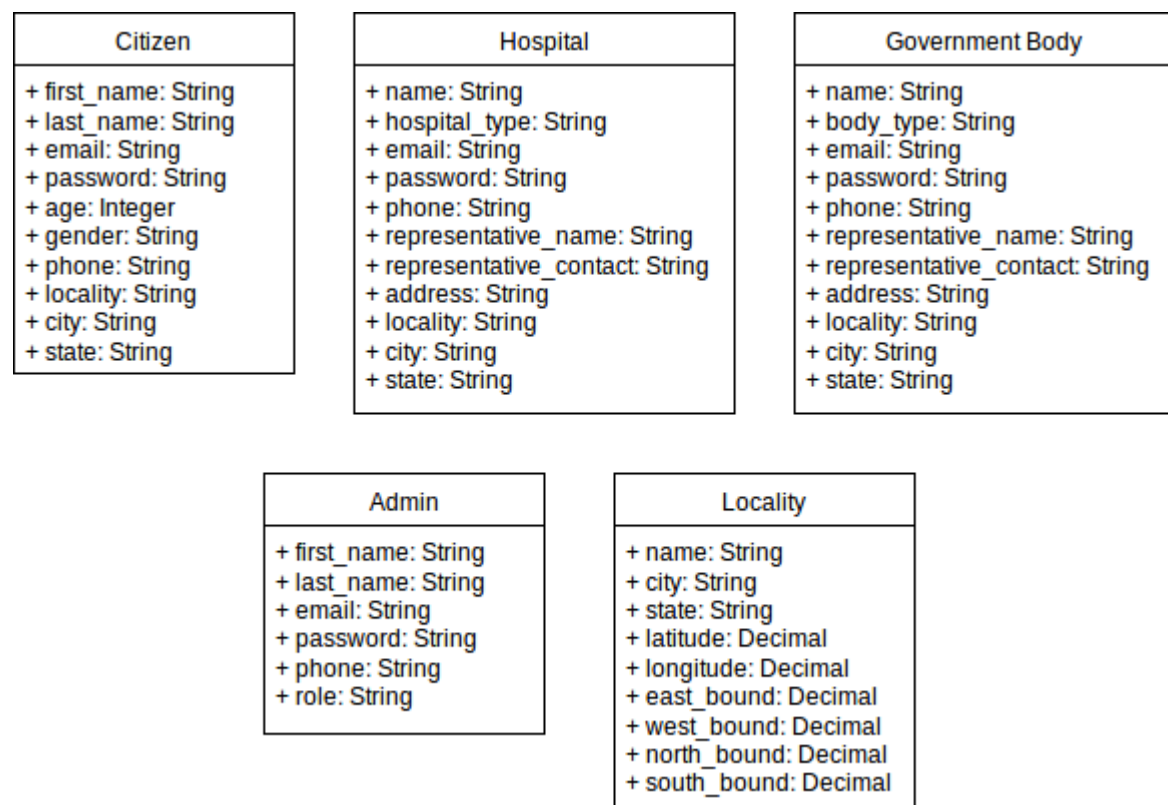 Citizen
+ first_name: String
+ last_name: String
+ email: String
+ password: String
+ age: Integer
+ gender: String
+ phone: String
+ locality: String
+ city: String
+ state: String
Hospital
+ name: String
+ hospital_type: String
+ email: String
+ password: String
+ phone: String
+ representative_name: String
+ representative_contact: String
+ address: String
+ locality: String
+ city: String
+ state: String
Government Body
+ name: String
+ body_type: String
+ email: String
+ password: String
+ phone: String
+ representative_name: String
+ representative_contact: String
+ address: String
+ locality: String
+ city: String
+ state: String
Admin
+ first_name: String
+ last_name: String
+ email: String
+ password: String
+ phone: String
+ role: String
Locality
+ name: String
+ city: String
+ state: String
+ latitude: Decimal
+ longitude: Decimal
+ east_bound: Decimal
+ west_bound: Decimal
+ north_bound: Decimal
+ south_bound: Decimal